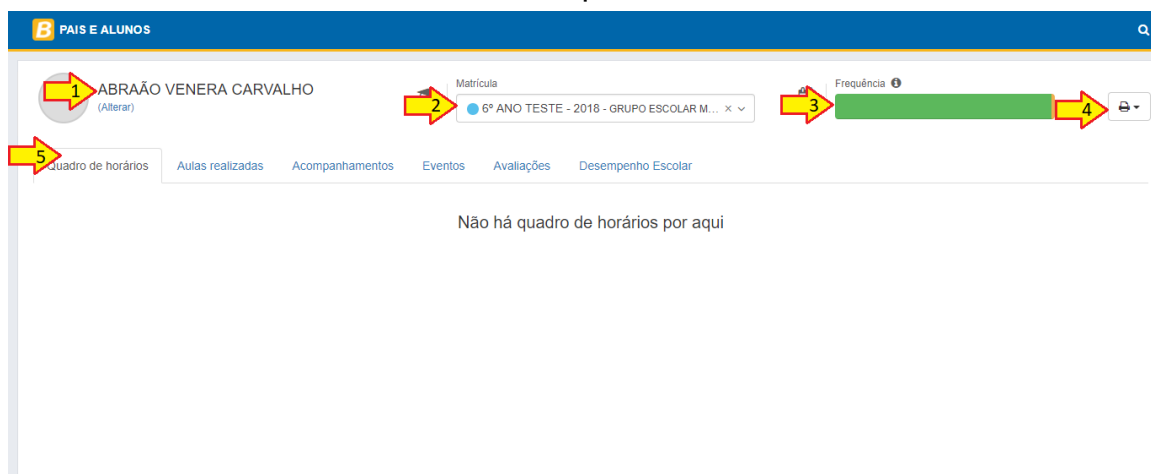 B PAIS E ALUNOS
1 ABRAÃO VENERA CARVALHO
(Alterar)
Matrícula
2 6º ANO TESTE - 2018 - GRUPO ESCOLAR M...
Frequência
3
4
5
Quadro de horários Aulas realizadas Acompanhamentos Eventos Avaliações Desempenho Escolar
Não há quadro de horários por aqui